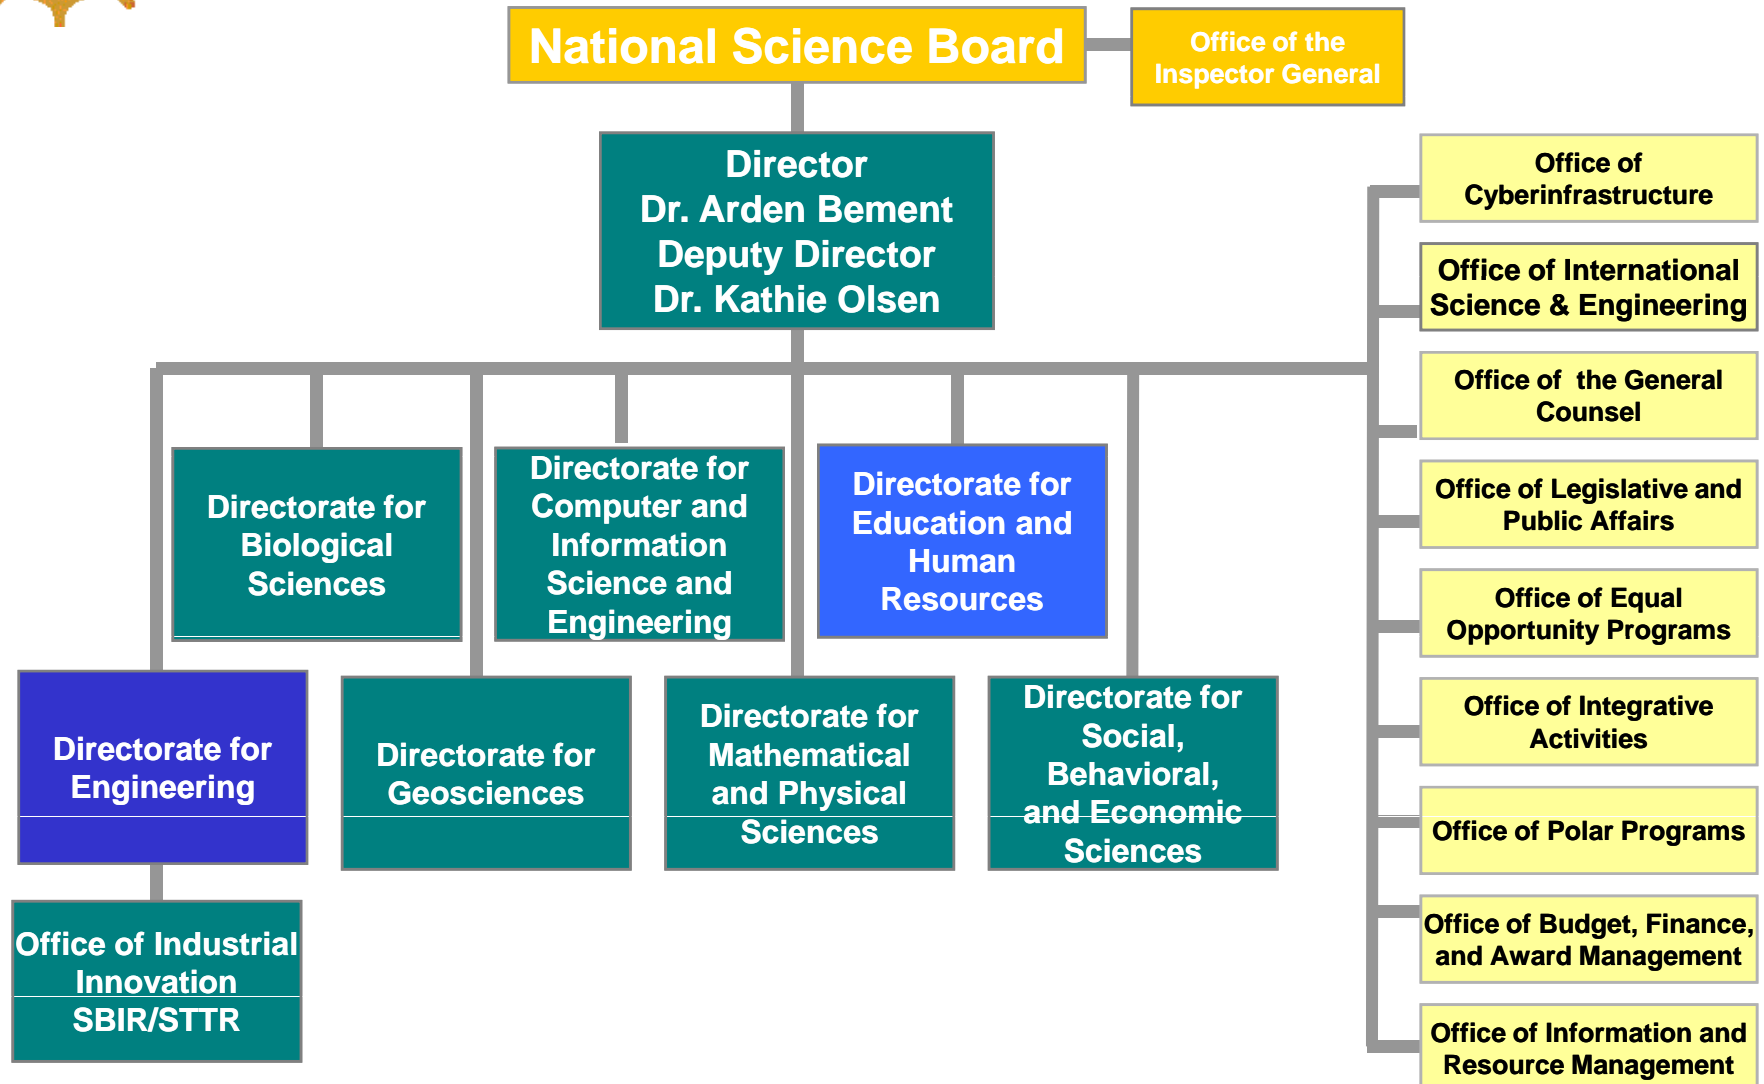 National Science Board
Office of the
Inspector General
Director
Dr. Arden Bement
Deputy Director
Dr. Kathie Olsen
Directorate for
Biological
Sciences
Directorate for
Computer and
Information
Science and
Engineering
Directorate for
Education and
Human
Resources
Directorate for
Engineering
Directorate for
Geosciences
Directorate for
Mathematical
and Physical
Sciences
Directorate for
Social,
Behavioral,
and Economic
Sciences
Office of Industrial
Innovation
SBIR/STTR
Office of
Cyberinfrastructure
Office of International
Science & Engineering
Office of the General
Counsel
Office of Legislative and
Public Affairs
Office of Equal
Opportunity Programs
Office of Integrative
Activities
Office of Polar Programs
Office of Budget, Finance,
and Award Management
Office of Information and
Resource Management